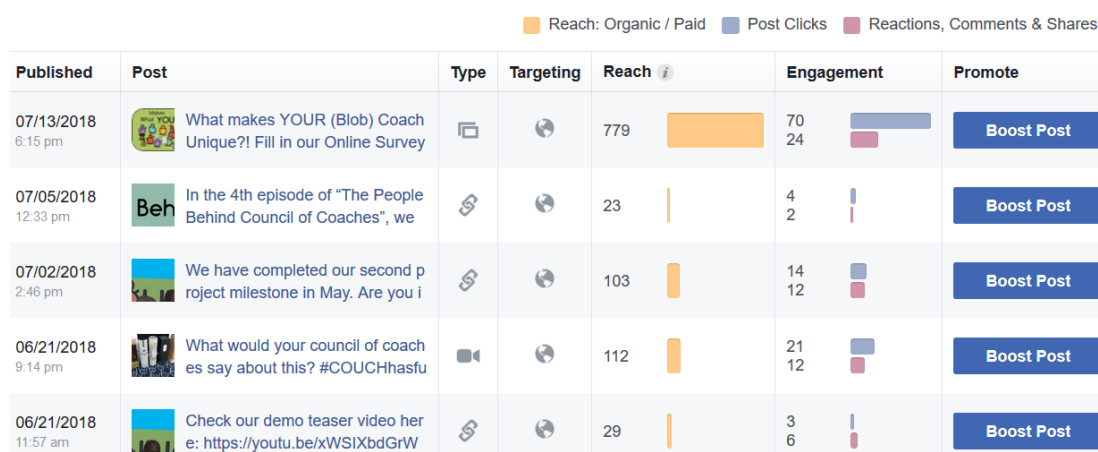 Reach: Organic / Paid Post Clicks Reactions, Comments & Shares
Published Post Type Targeting Reach i Engagement Promote
07/13/2018
6:15 pm
What makes YOUR (Blob) Coach
Unique?! Fill in our Online Survey
779
70
24
Boost Post
07/05/2018
12:33 pm
Beh
In the 4th episode of “The People
Behind Council of Coaches”, we
23
4
2
Boost Post
07/02/2018
2:46 pm
We have completed our second p
roject milestone in May. Are you i
103
14
12
Boost Post
06/21/2018
9:14 pm
What would your council of coach
es say about this? #COUCHhasfu
112
21
12
Boost Post
06/21/2018
11:57 am
Check our demo teaser video her
e: https://youtu.be/xWSIXbdGrW
29
3
6
Boost Post